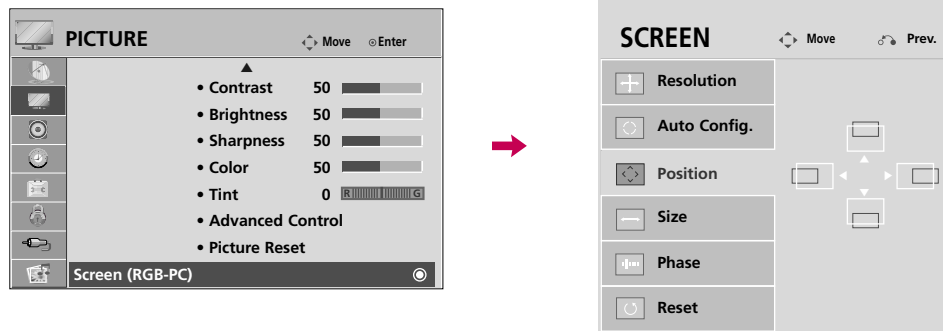 PICTURE
Move
Enter
• Contrast 50
• Brightness 50
• Sharpness 50
• Color 50
• Tint 0 R G
• Advanced Control
• Picture Reset
Screen (RGB-PC)
SCREEN
Move
Prev.
Resolution
Auto Config.
Position
Size
Phase
Reset